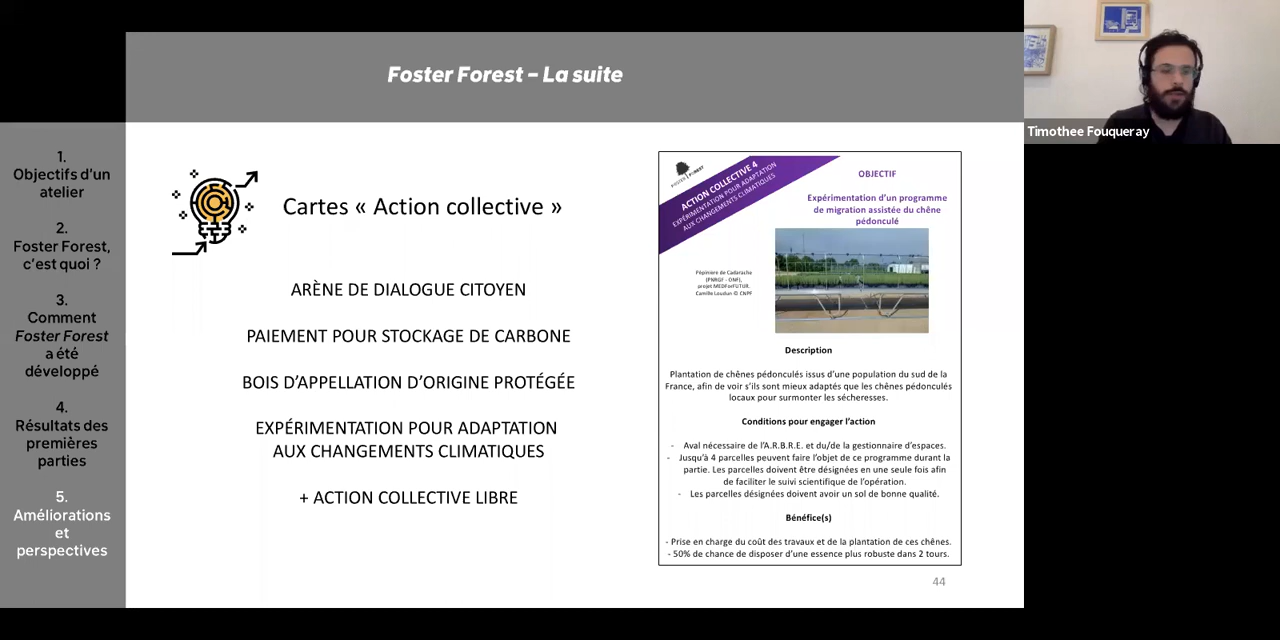 Foster Forest – La suite
Timothee Fouqueray
1.
Objectifs d'un
atelier
2.
Foster Forest,
c'est quoi ?
3.
Comment
Foster Forest
a été
développé
4.
Résultats des
premières
parties
5.
Améliorations
et
perspectives
Cartes « Action collective »
ARÈNE DE DIALOGUE CITOYEN
PAIEMENT POUR STOCKAGE DE CARBONE
BOIS D'APPELLATION D'ORIGINE PROTÉGÉE
EXPÉRIMENTATION POUR ADAPTATION
AUX CHANGEMENTS CLIMATIQUES
+ ACTION COLLECTIVE LIBRE
FOSTER FOREST
ACTION COLLECTIVE 4
EXPÉRIMENTATION POUR ADAPTATION
AUX CHANGEMENTS CLIMATIQUES
OBJECTIF
Expérimentation d'un programme
de migration assistée du chêne
pédonculé
Pépinière de Cadarache
(PNRGF - ONF),
projet MEDForFUTUR.
Camille Loudun © CNPF
Description
Plantation de chênes pédonculés issus d'une population du sud de la
France, afin de voir s'ils sont mieux adaptés que les chênes pédonculés
locaux pour surmonter les sécheresses.
Conditions pour engager l'action
- Aval nécessaire de l'A.R.B.R.E. et du/de la gestionnaire d'espaces.
- Jusqu'à 4 parcelles peuvent faire l'objet de ce programme durant la
partie. Les parcelles doivent être désignées en une seule fois afin
de faciliter le suivi scientifique de l'opération.
- Les parcelles désignées doivent avoir un sol de bonne qualité.
Bénéfice(s)
- Prise en charge du coût des travaux et de la plantation de ces chênes.
- 50% de chance de disposer d'une essence plus robuste dans 2 tours.
44